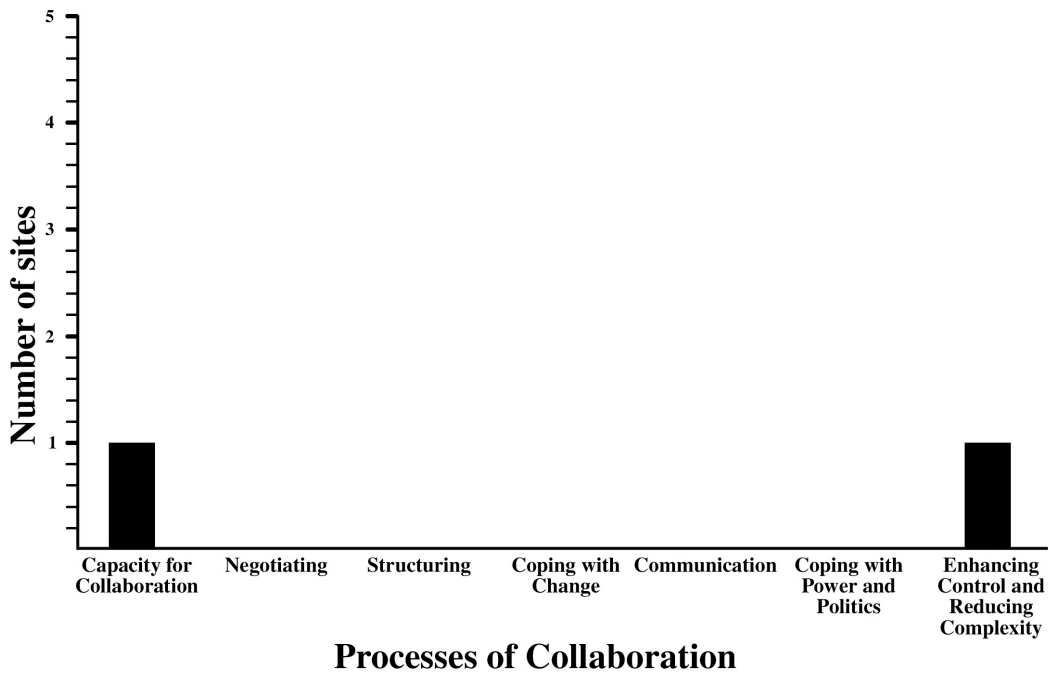 5
4
3
2
1
Number of sites
Capacity for
Collaboration
Negotiating
Structuring
Coping with
Change
Communication
Coping with
Power and
Politics
Enhancing
Control and
Reducing
Complexity
Processes of Collaboration